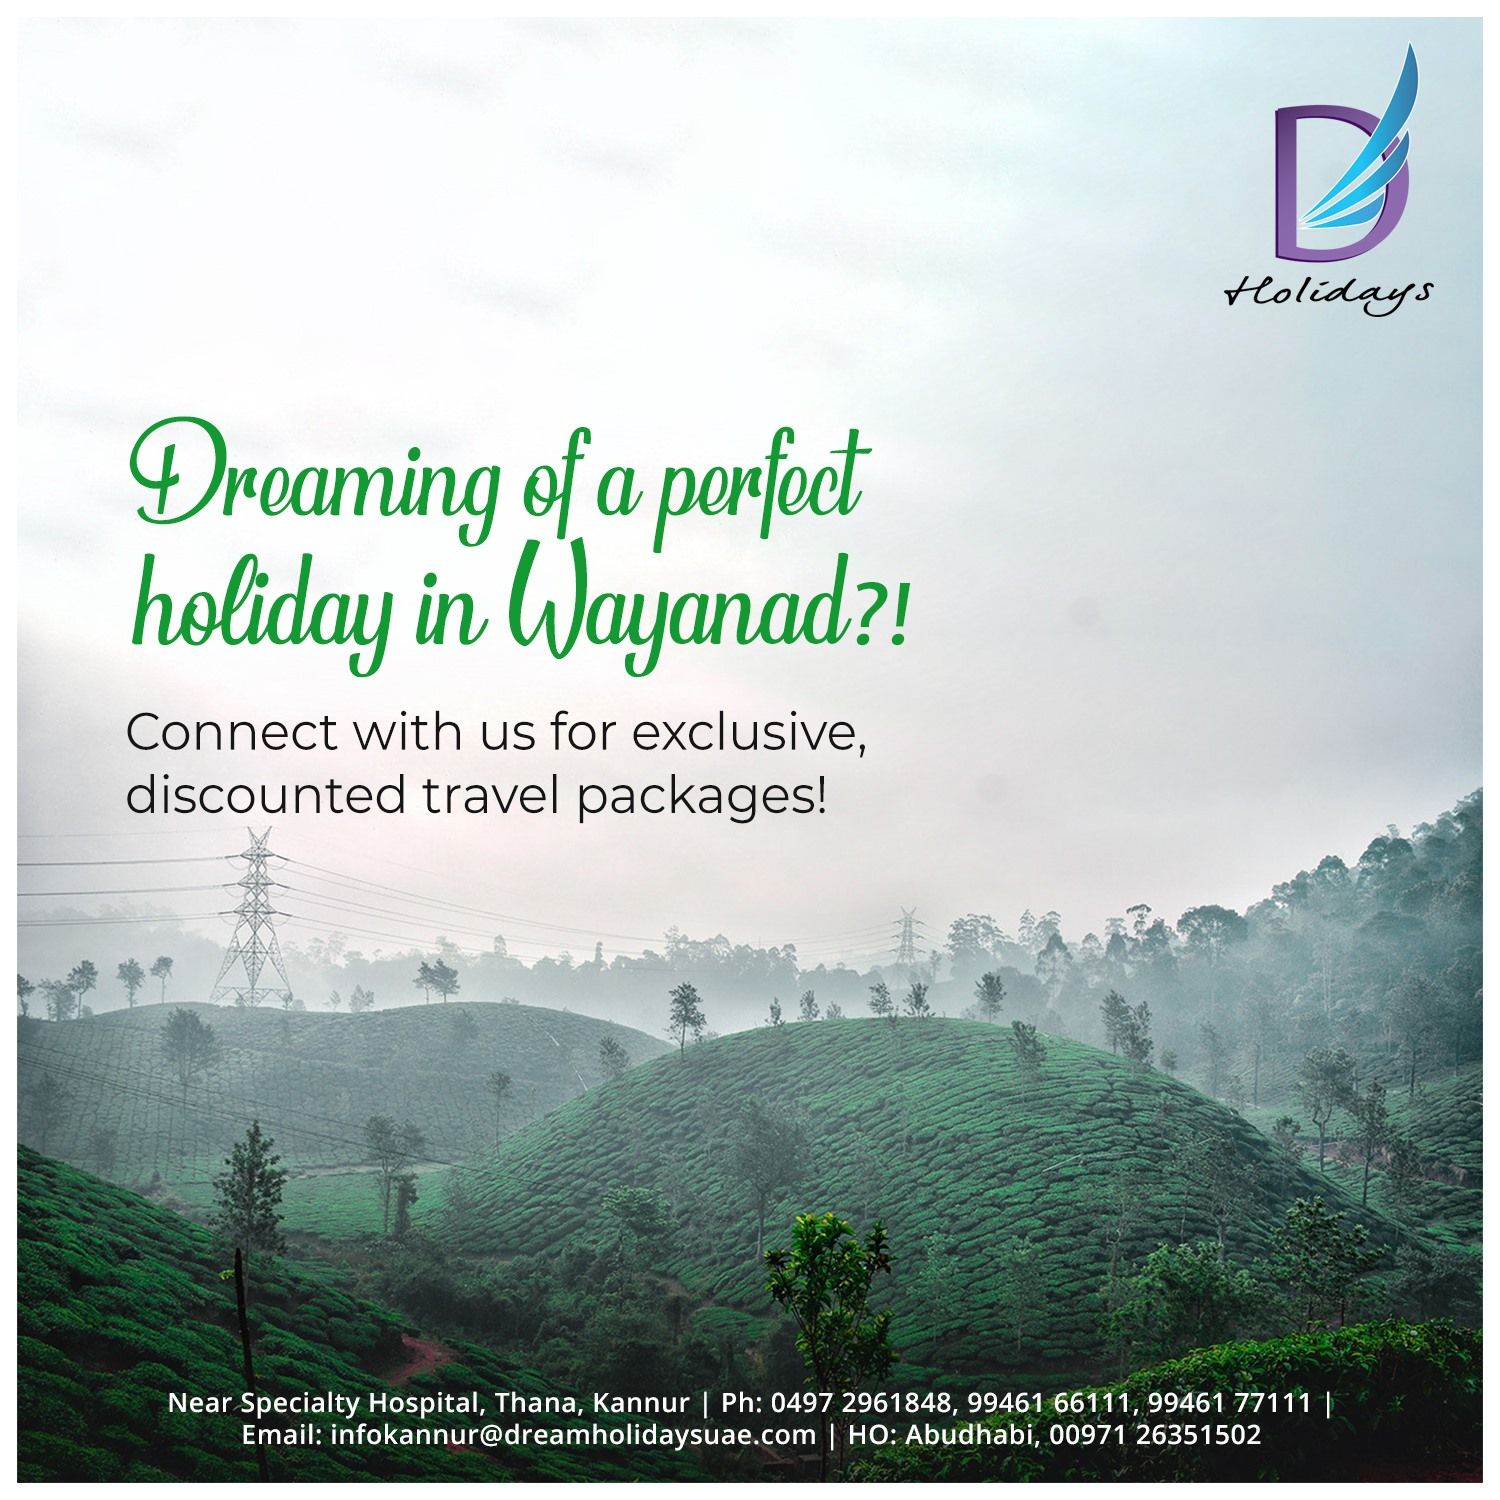 D
Holidays
Dreaming of a perfect
holiday in Wayanad?!
Connect with us for exclusive,
discounted travel packages!
Near Specialty Hospital, Thana, Kannur | Ph: 0497 2961848, 99461 66111, 99461 77111 |
Email: infokannur@dreamholidaysuae.com | HO: Abudhabi, 00971 26351502